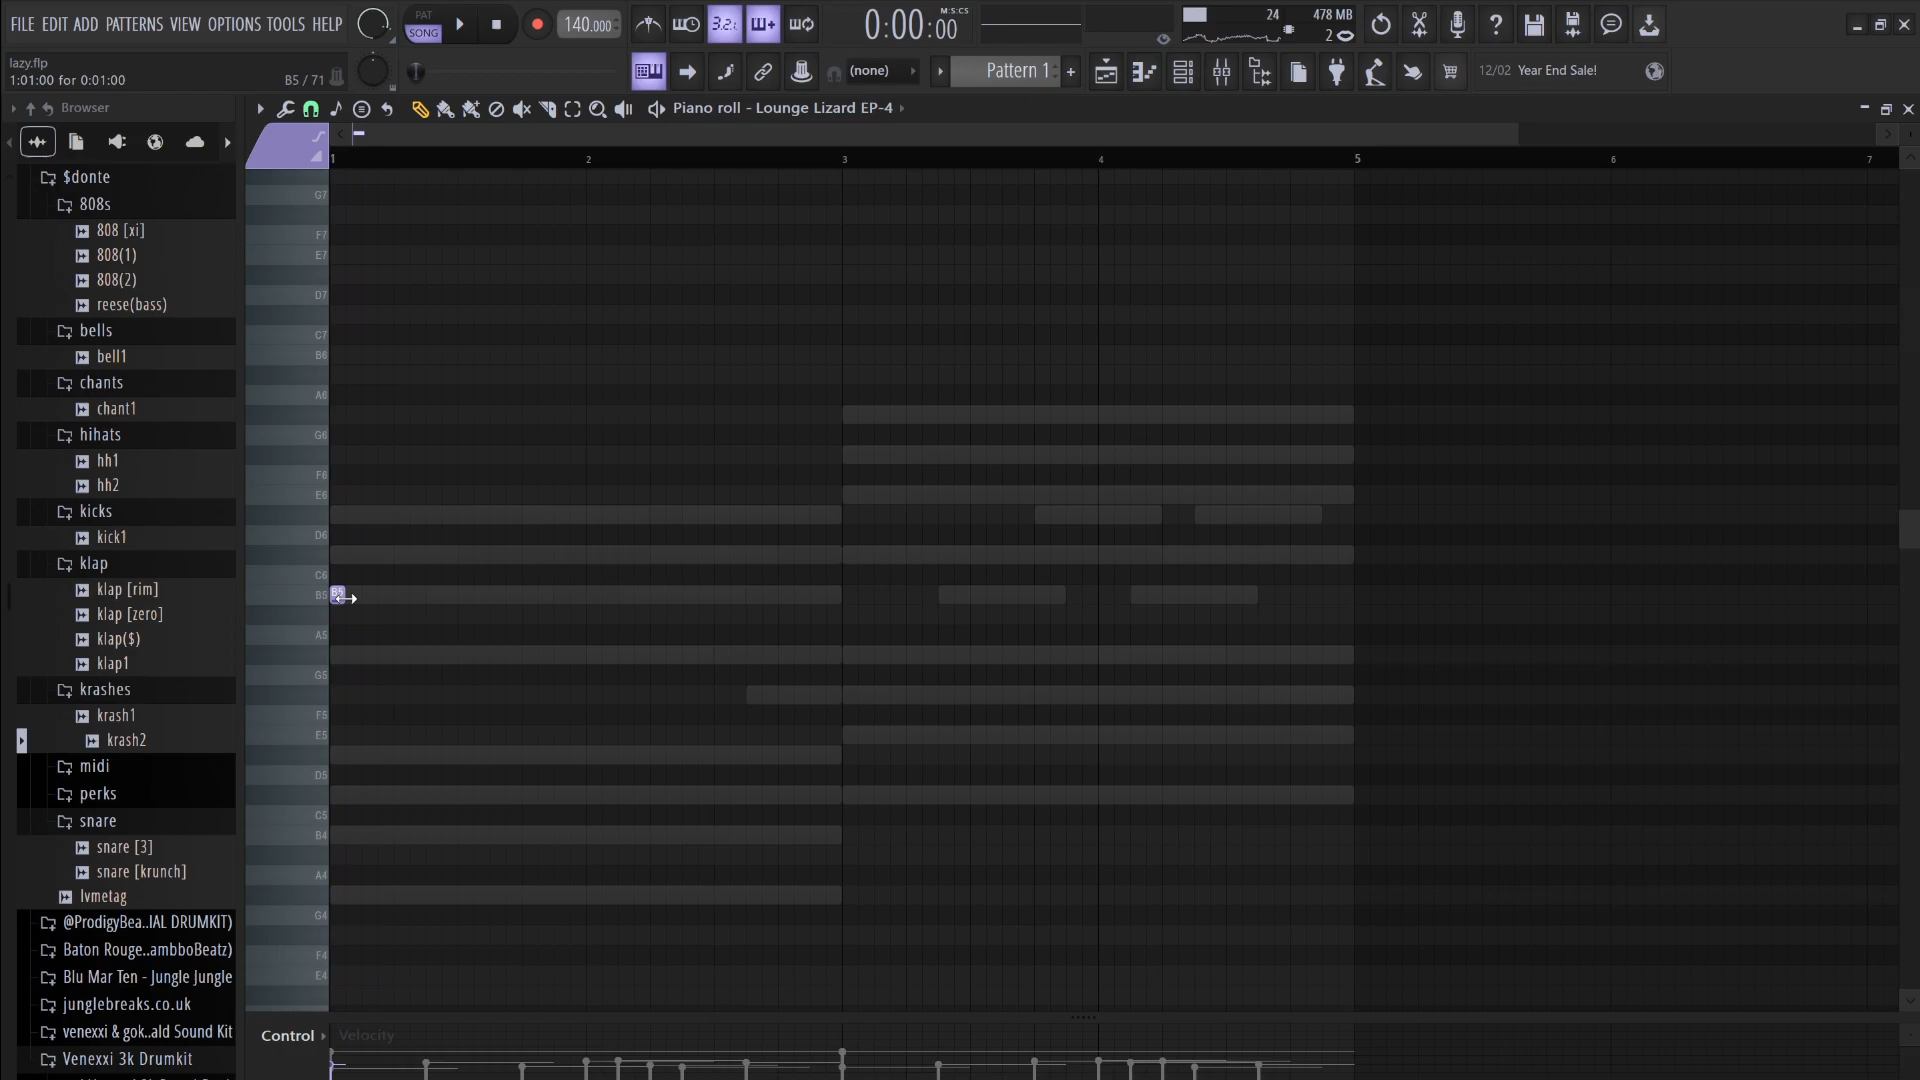 FILE EDIT ADD PATTERNS VIEW OPTIONS TOOLS HELP
PAT
SONG
140.000
3.2.
0:00:00
M:S:CS
24
478 MB
2
lazy.flp
1:01:00 for 0:01:00
B5 / 71
(none)
Pattern 1
12/02 Year End Sale!
Browser
Piano roll - Lounge Lizard EP-4
1
2
3
4
5
6
7
$donte
808s
808 [xi]
808(1)
808(2)
reese(bass)
bells
bell1
chants
chant1
hihats
hh1
hh2
kicks
kick1
klap
klap [rim]
klap [zero]
klap($)
klap1
krashes
krash1
krash2
midi
perks
snare
snare [3]
snare [krunch]
lvmetag
@ProdigyBea..IAL DRUMKIT)
Baton Rouge..ambboBeatz)
Blu Mar Ten - Jungle Jungle
junglebreaks.co.uk
venexxi & gok..ald Sound Kit
Venexxi 3k Drumkit
G7
F7
E7
D7
C7
B6
A6
G6
F6
E6
D6
C6
B5
B5
A5
G5
F5
E5
D5
C5
B4
A4
G4
F4
E4
Control
Velocity